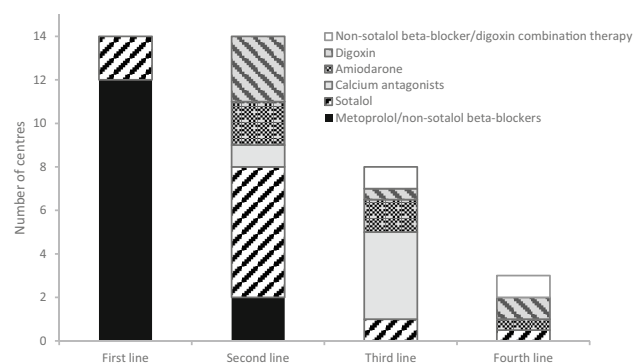 14
12
10
8
6
4
2
0
Number of centres
Non-sotalol beta-blocker/digoxin combination therapy
Digoxin
Amiodarone
Calcium antagonists
Sotalol
Metoprolol/non-sotalol beta-blockers
First line
Second line
Third line
Fourth line